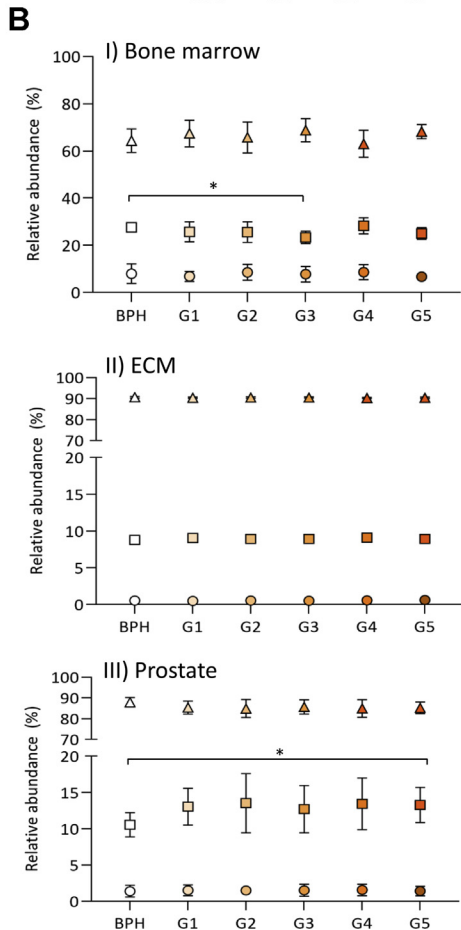 B
I) Bone marrow
Relative abundance (%)
100
80
60
40
20
0
*
BPH G1 G2 G3 G4 G5
II) ECM
Relative abundance (%)
100
90
80
70
20
15
10
5
0
BPH G1 G2 G3 G4 G5
III) Prostate
Relative abundance (%)
100
90
80
70
20
15
10
5
0
*
BPH G1 G2 G3 G4 G5